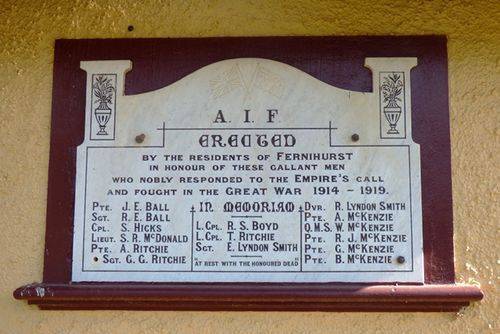 A. I. F
ERECTED
BY THE RESIDENTS OF FERNIHURST
IN HONOUR OF THESE GALLANT MEN
WHO NOBLY RESPONDED TO THE EMPIRE'S CALL
AND FOUGHT IN THE GREAT WAR 1914 – 1919.
PTE. J. E. BALL
SGT. R. E. BALL
CPL. S. HICKS
LIEUT. S. R. McDONALD
PTE. A. RITCHIE
SGT. G. G. RITCHIE
IN MEMORIAM
L. CPL. R. S. BOYD
L. CPL. T. RITCHIE
SGT. E. LYNDON SMITH
"AT REST WITH THE HONOURED DEAD"
DVR. R. LYNDON SMITH
PTE. A. McKENZIE
Q.M.S. W. McKENZIE
PTE. R. J. McKENZIE
PTE. G. McKENZIE
PTE. B. McKENZIE